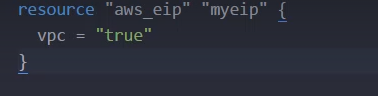 resource "aws_eip" "myeip" {
vpc = "true"
}